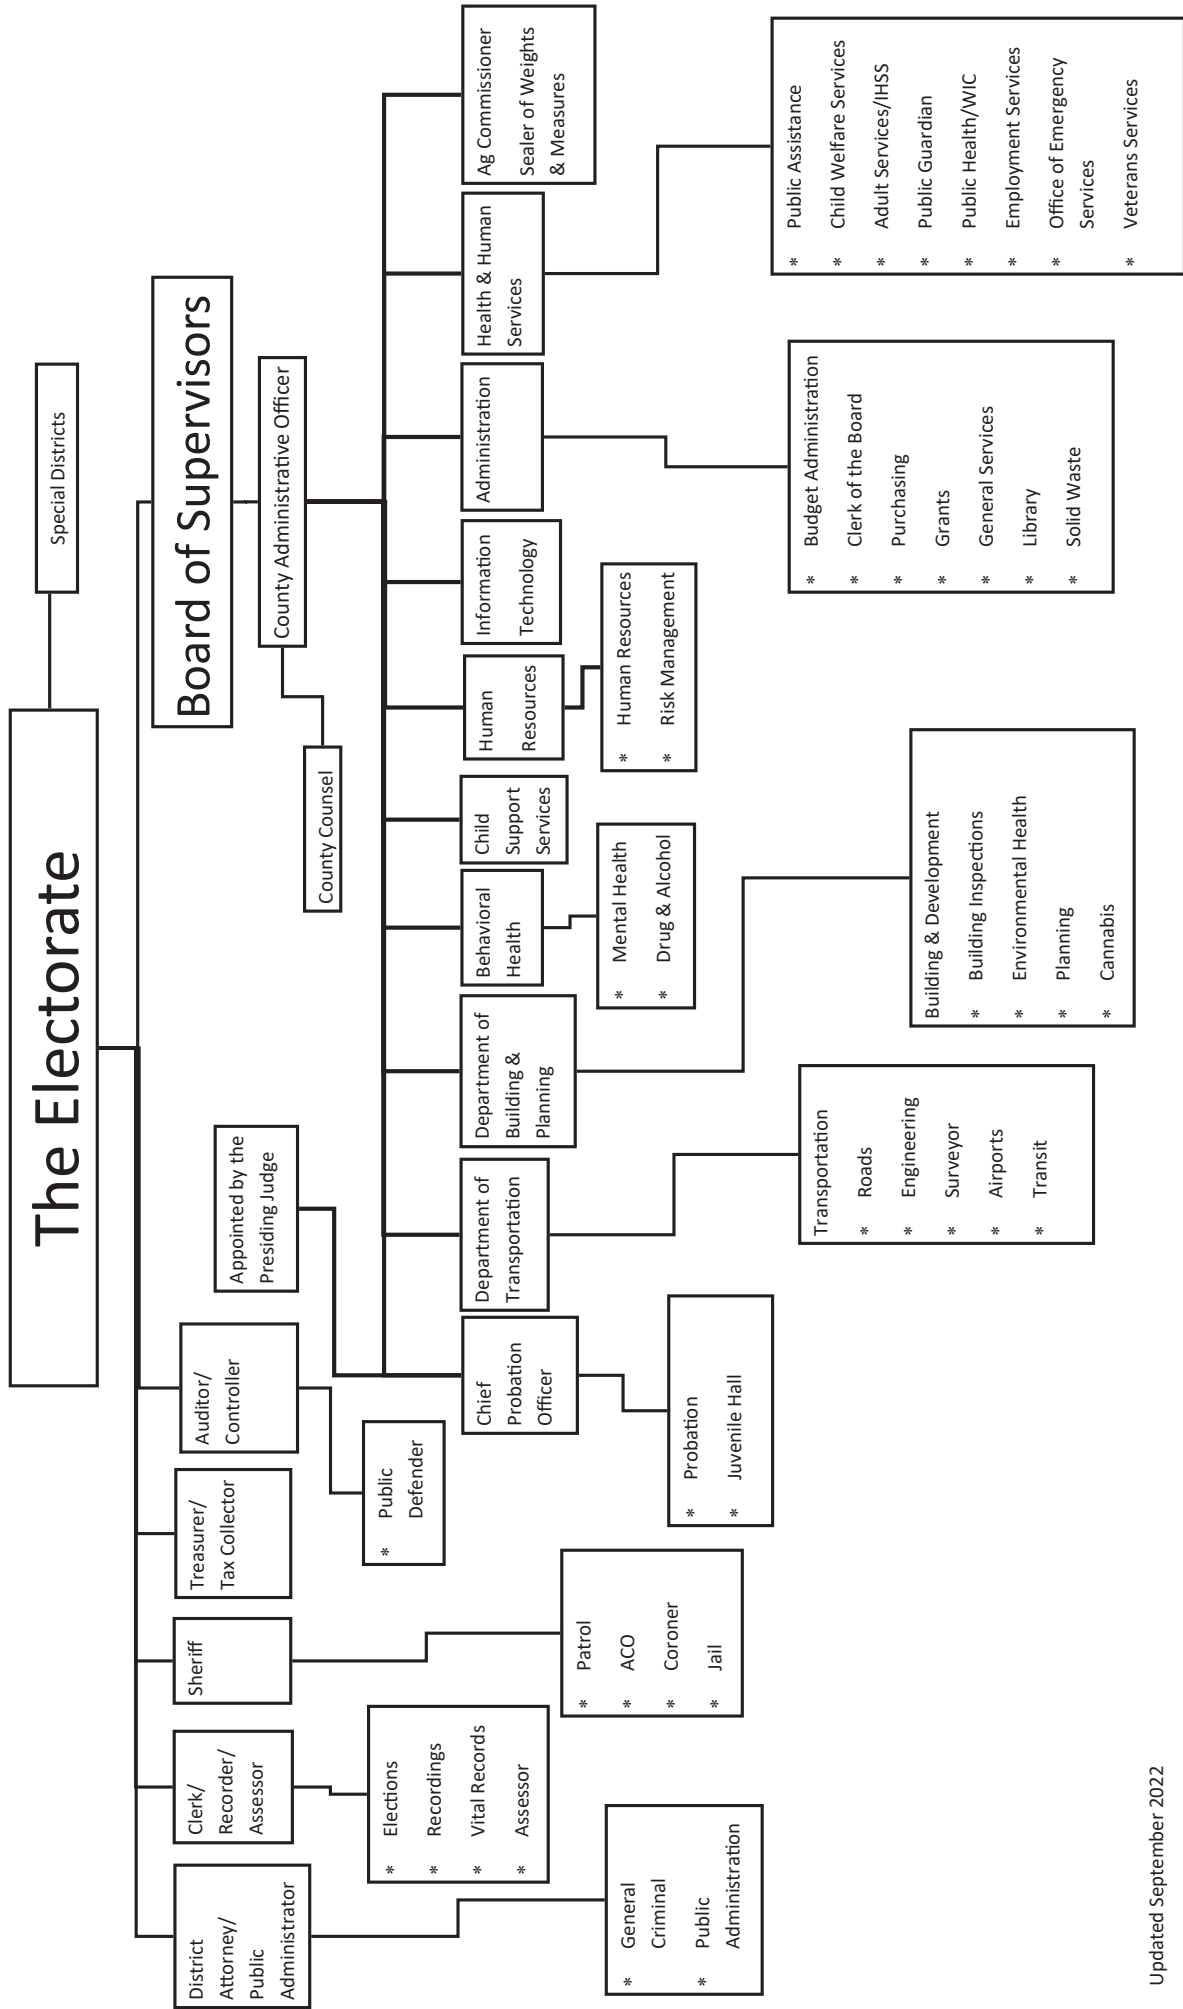 The Electorate
Special Districts
Board of Supervisors
County Administrative Officer
County Counsel
Appointed by the
Presiding Judge
District
Attorney/
Public
Administrator
Clerk/
Recorder/
Assessor
Sheriff
Treasurer/
Tax Collector
Auditor/
Controller
* General
Criminal
* Public
Administration
* Elections
* Recordings
* Vital Records
* Assessor
* Patrol
* ACO
* Coroner
* Jail
* Public
Defender
Chief
Probation
Officer
Department of
Transportation
Department of
Building &
Planning
Behavioral
Health
Child
Support
Services
Human
Resources
Information
Technology
Administration
Health & Human
Services
Ag Commissioner
Sealer of Weights
& Measures
* Probation
* Juvenile Hall
Transportation
* Roads
* Engineering
* Surveyor
* Airports
* Transit
Building & Development
* Building Inspections
* Environmental Health
* Planning
* Cannabis
* Mental Health
* Drug & Alcohol
* Human Resources
* Risk Management
* Budget Administration
* Clerk of the Board
* Purchasing
* Grants
* General Services
* Library
* Solid Waste
* Public Assistance
* Child Welfare Services
* Adult Services/IHSS
* Public Guardian
* Public Health/WIC
* Employment Services
* Office of Emergency
Services
* Veterans Services
Updated September 2022